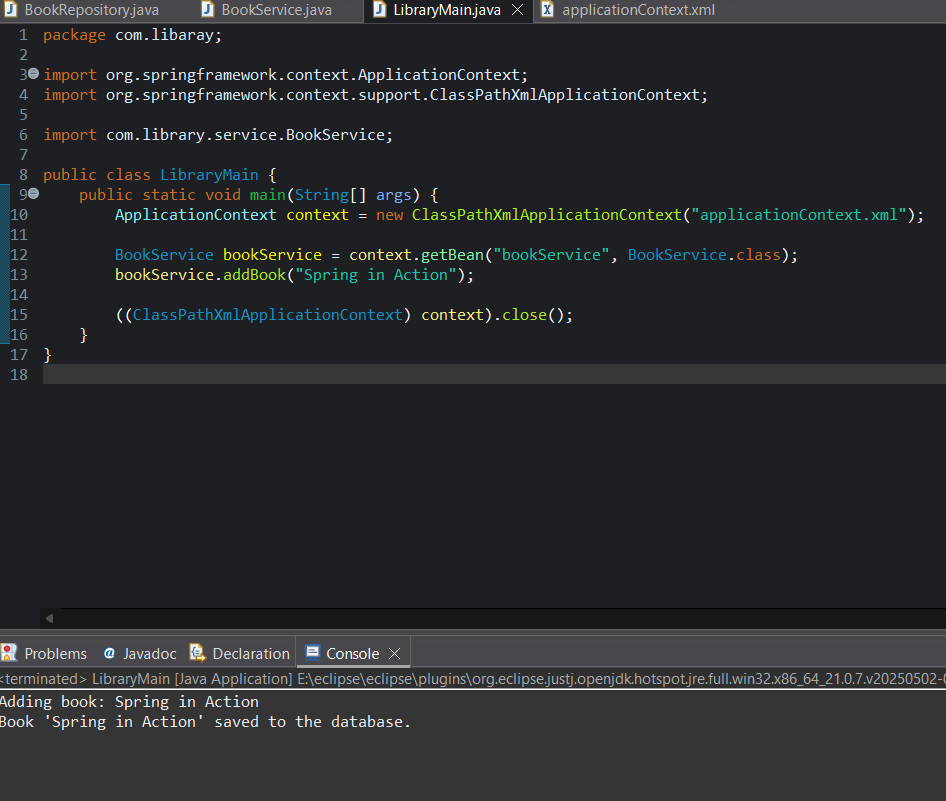 BookRepository.java BookService.java LibraryMain.java applicationContext.xml
1 package com.libaray;
2
3 import org.springframework.context.ApplicationContext;
4 import org.springframework.context.support.ClassPathXmlApplicationContext;
5
6 import com.library.service.BookService;
7
8 public class LibraryMain {
9     public static void main(String[] args) {
10         ApplicationContext context = new ClassPathXmlApplicationContext("applicationContext.xml");
11
12         BookService bookService = context.getBean("bookService", BookService.class);
13         bookService.addBook("Spring in Action");
14
15         ((ClassPathXmlApplicationContext) context).close();
16     }
17 }
18
Problems @ Javadoc Declaration Console
<terminated> LibraryMain [Java Application] E:\eclipse\eclipse\plugins\org.eclipse.justj.openjdk.hotspot.jre.full.win32.x86_64_21.0.7.v20250502-
Adding book: Spring in Action
Book 'Spring in Action' saved to the database.